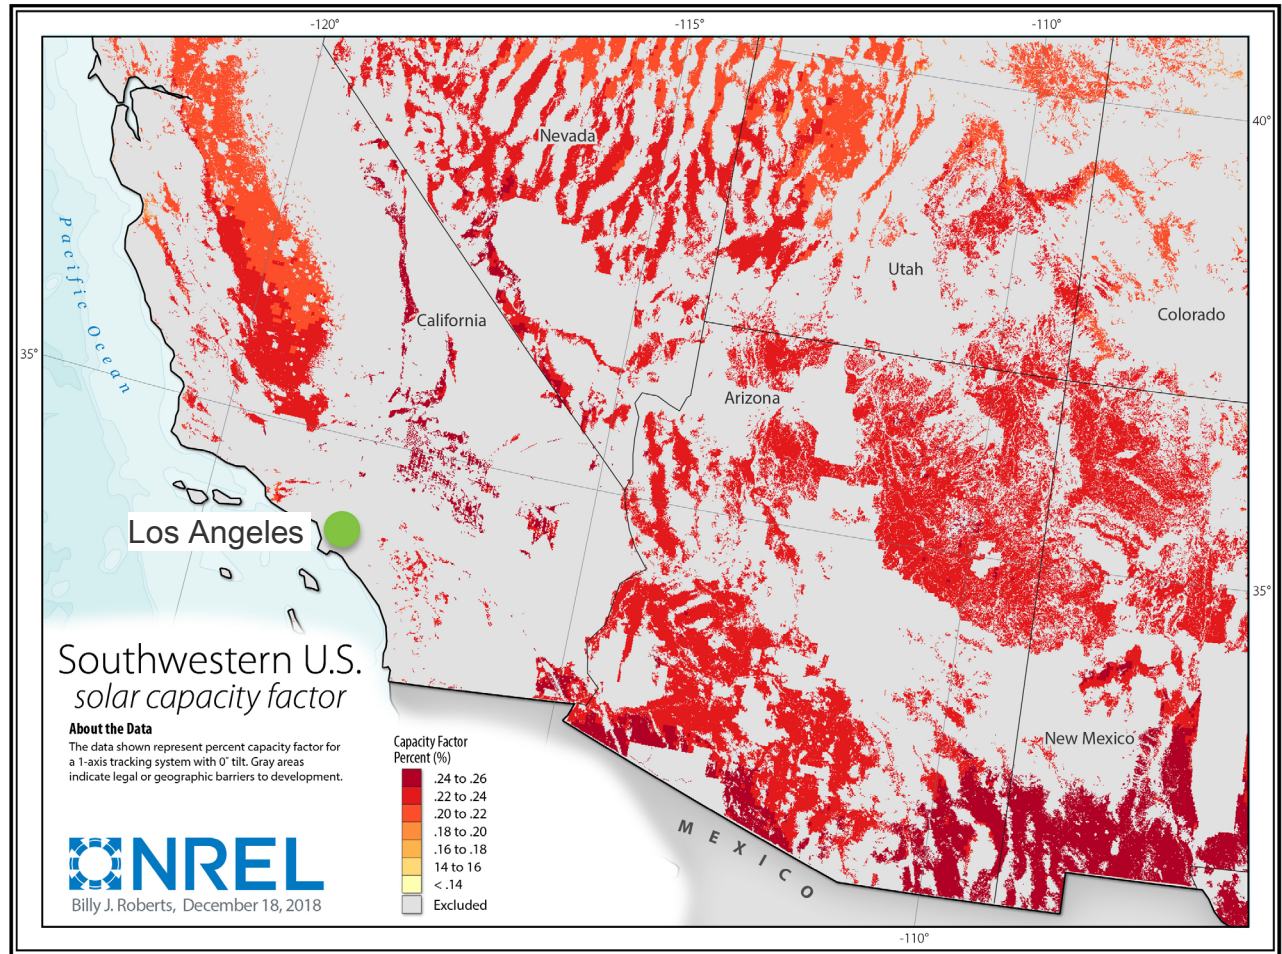 -120°
-115°
-110°
40°
Nevada
Pacific Ocean
Utah
Colorado
California
35°
Arizona
Los Angeles
35°
Southwestern U.S.
solar capacity factor
About the Data
The data shown represent percent capacity factor for
a 1-axis tracking system with 0° tilt. Gray areas
indicate legal or geographic barriers to development.
New Mexico
Capacity Factor
Percent (%)
.24 to .26
.22 to .24
.20 to .22
.18 to .20
.16 to .18
14 to 16
< .14
Excluded
MEXICO
NREL
Billy J. Roberts, December 18, 2018
-110°